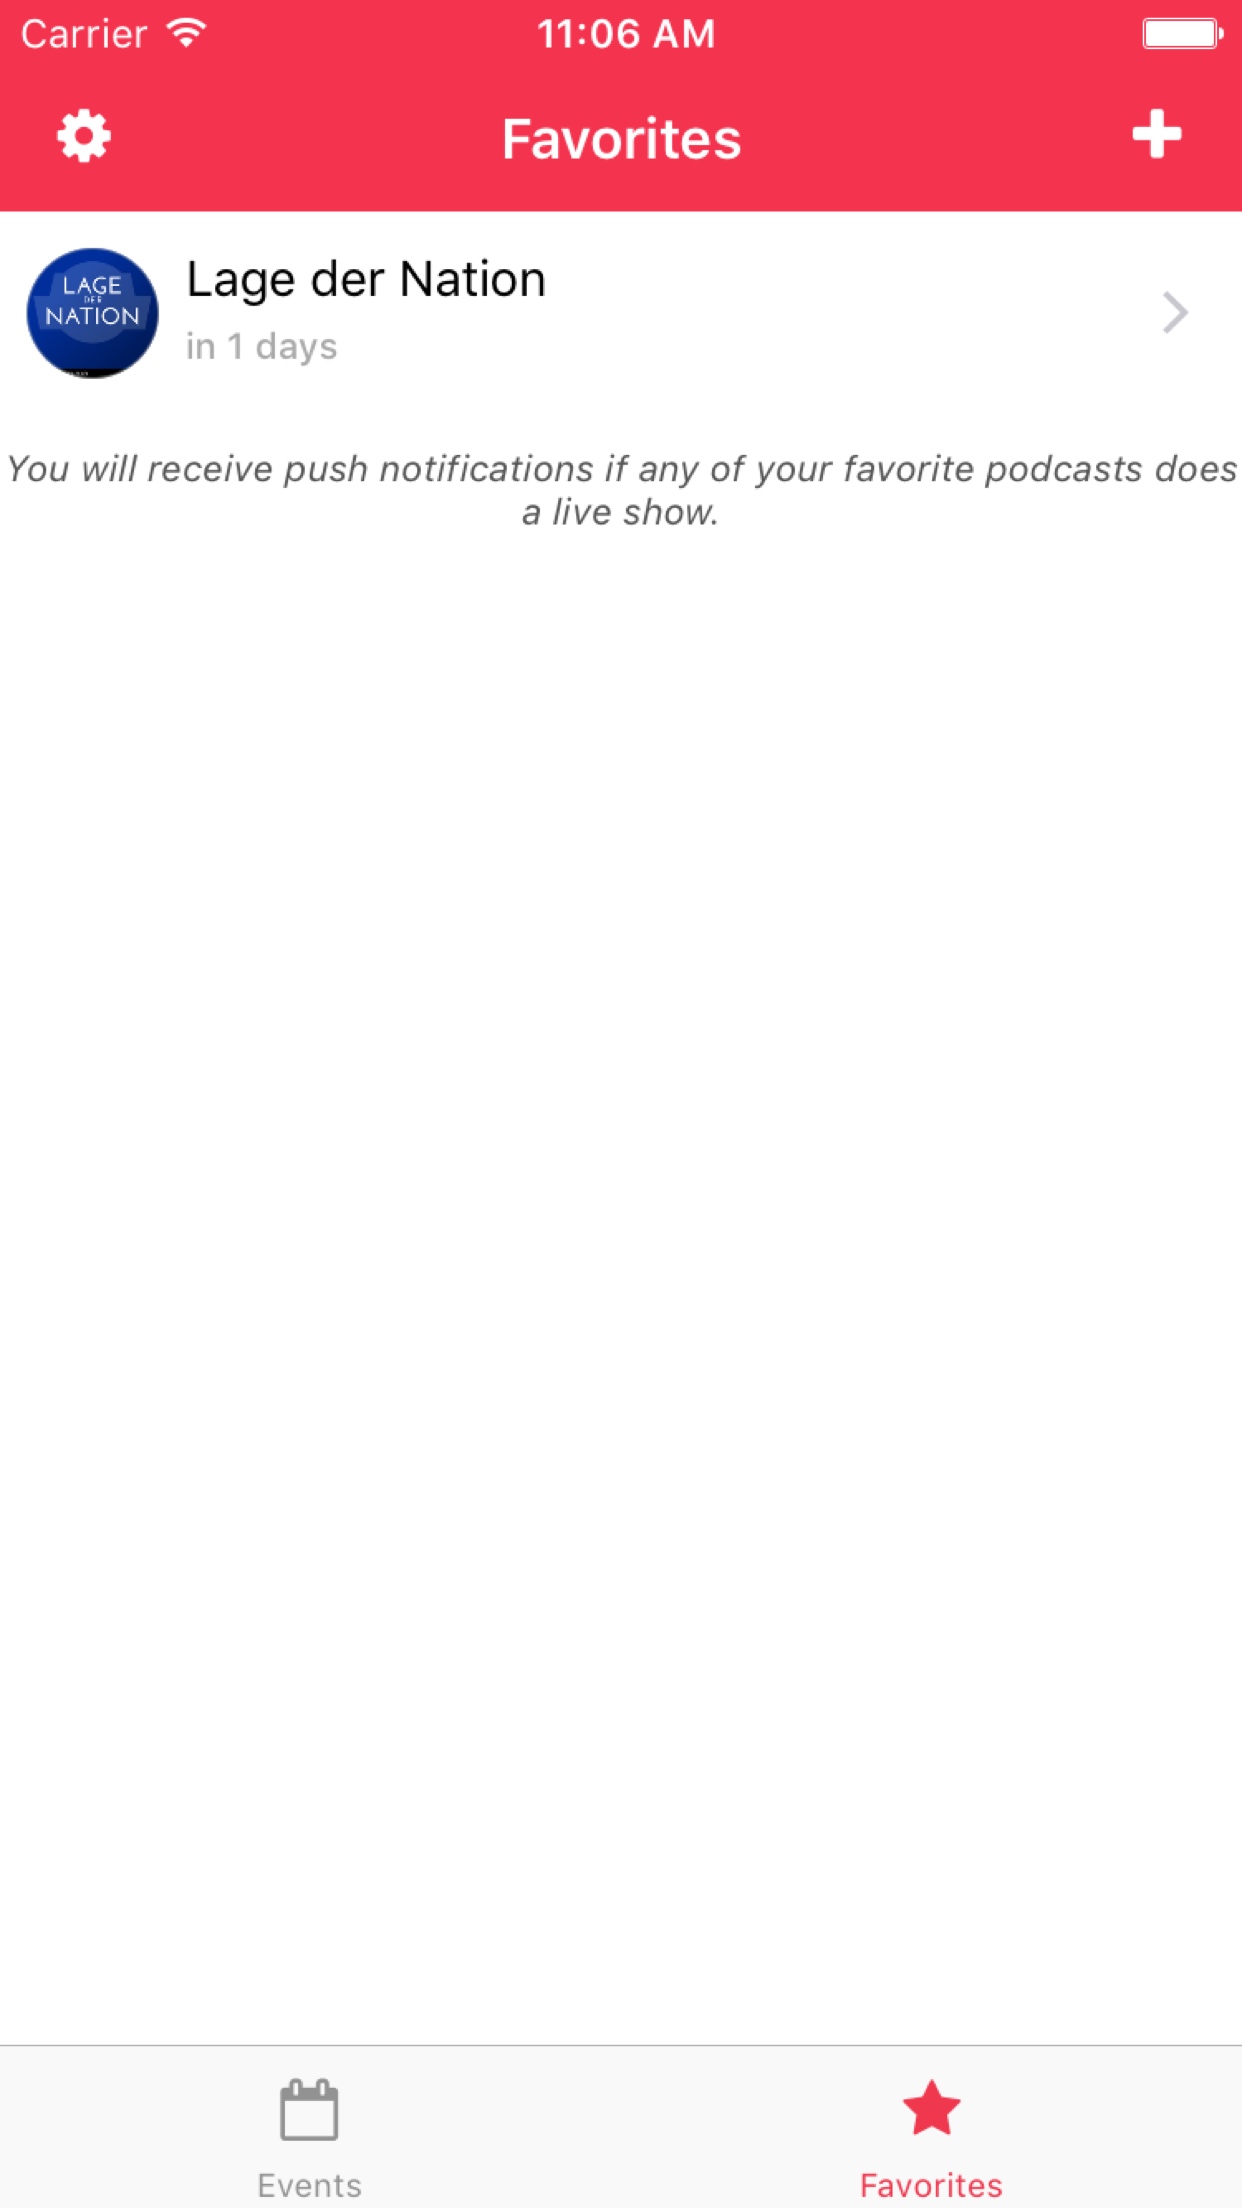 Carrier 11:06 AM
Favorites
LAGE
DER
NATION
Lage der Nation
in 1 days
You will receive push notifications if any of your favorite podcasts does
a live show.
Events Favorites